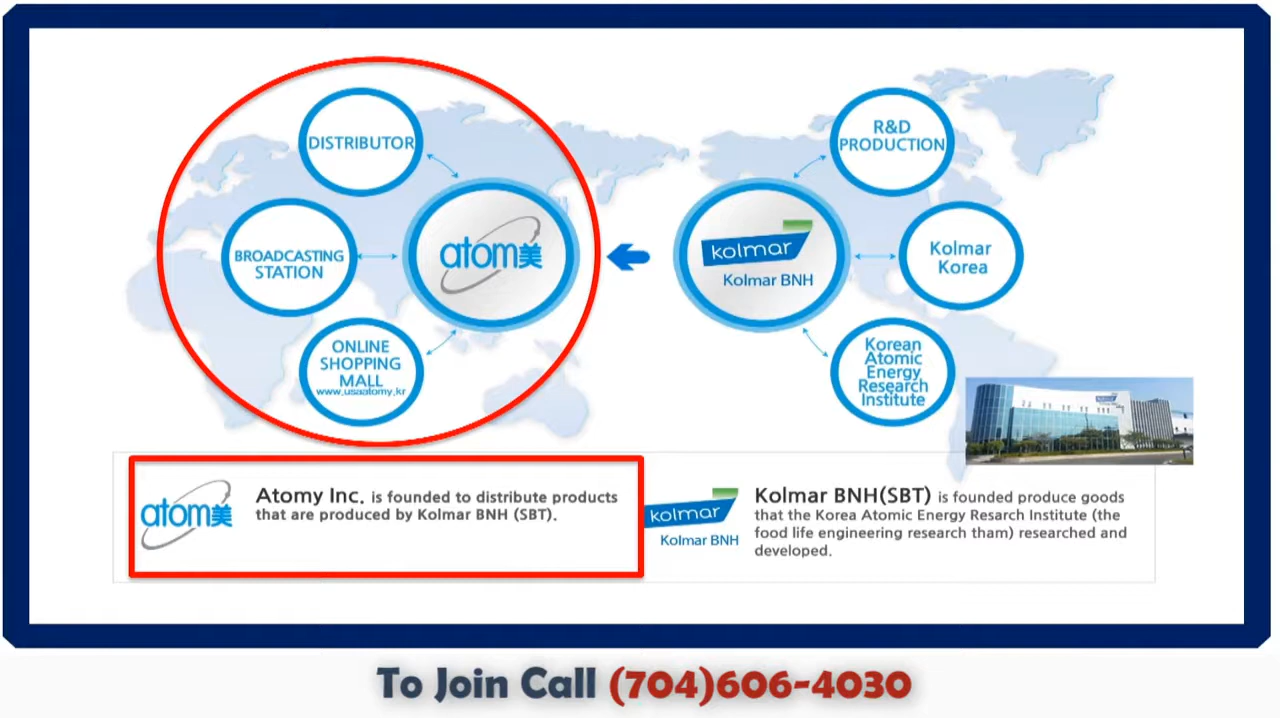 DISTRIBUTOR
BROADCASTING
STATION
ONLINE
SHOPPING
MALL
www.usaatomy.kr
atom美
kolmar
Kolmar BNH
R&D
PRODUCTION
Kolmar
Korea
Korean
Atomic
Energy
Research
Institute
atom美
Atomy Inc. is founded to distribute products
that are produced by Kolmar BNH (SBT).
kolmar
Kolmar BNH
Kolmar BNH(SBT) is founded produce goods
that the Korea Atomic Energy Resarch Institute (the
food life engineering research tham) researched and
developed.
To Join Call (704)606-4030